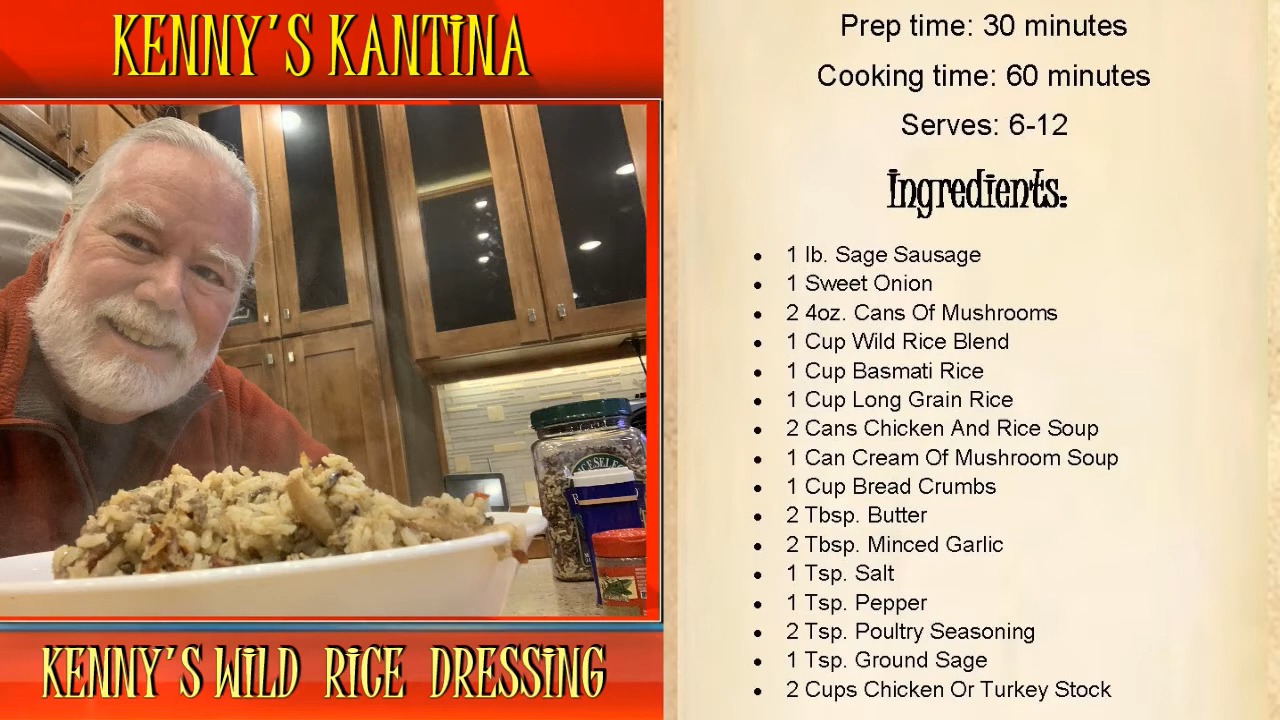 KENNY'S KANTINA
KENNY'S WILD RICE DRESSING
Prep time: 30 minutes
Cooking time: 60 minutes
Serves: 6-12
Ingredients:
• 1 lb. Sage Sausage
• 1 Sweet Onion
• 2 4oz. Cans Of Mushrooms
• 1 Cup Wild Rice Blend
• 1 Cup Basmati Rice
• 1 Cup Long Grain Rice
• 2 Cans Chicken And Rice Soup
• 1 Can Cream Of Mushroom Soup
• 1 Cup Bread Crumbs
• 2 Tbsp. Butter
• 2 Tbsp. Minced Garlic
• 1 Tsp. Salt
• 1 Tsp. Pepper
• 2 Tsp. Poultry Seasoning
• 1 Tsp. Ground Sage
• 2 Cups Chicken Or Turkey Stock